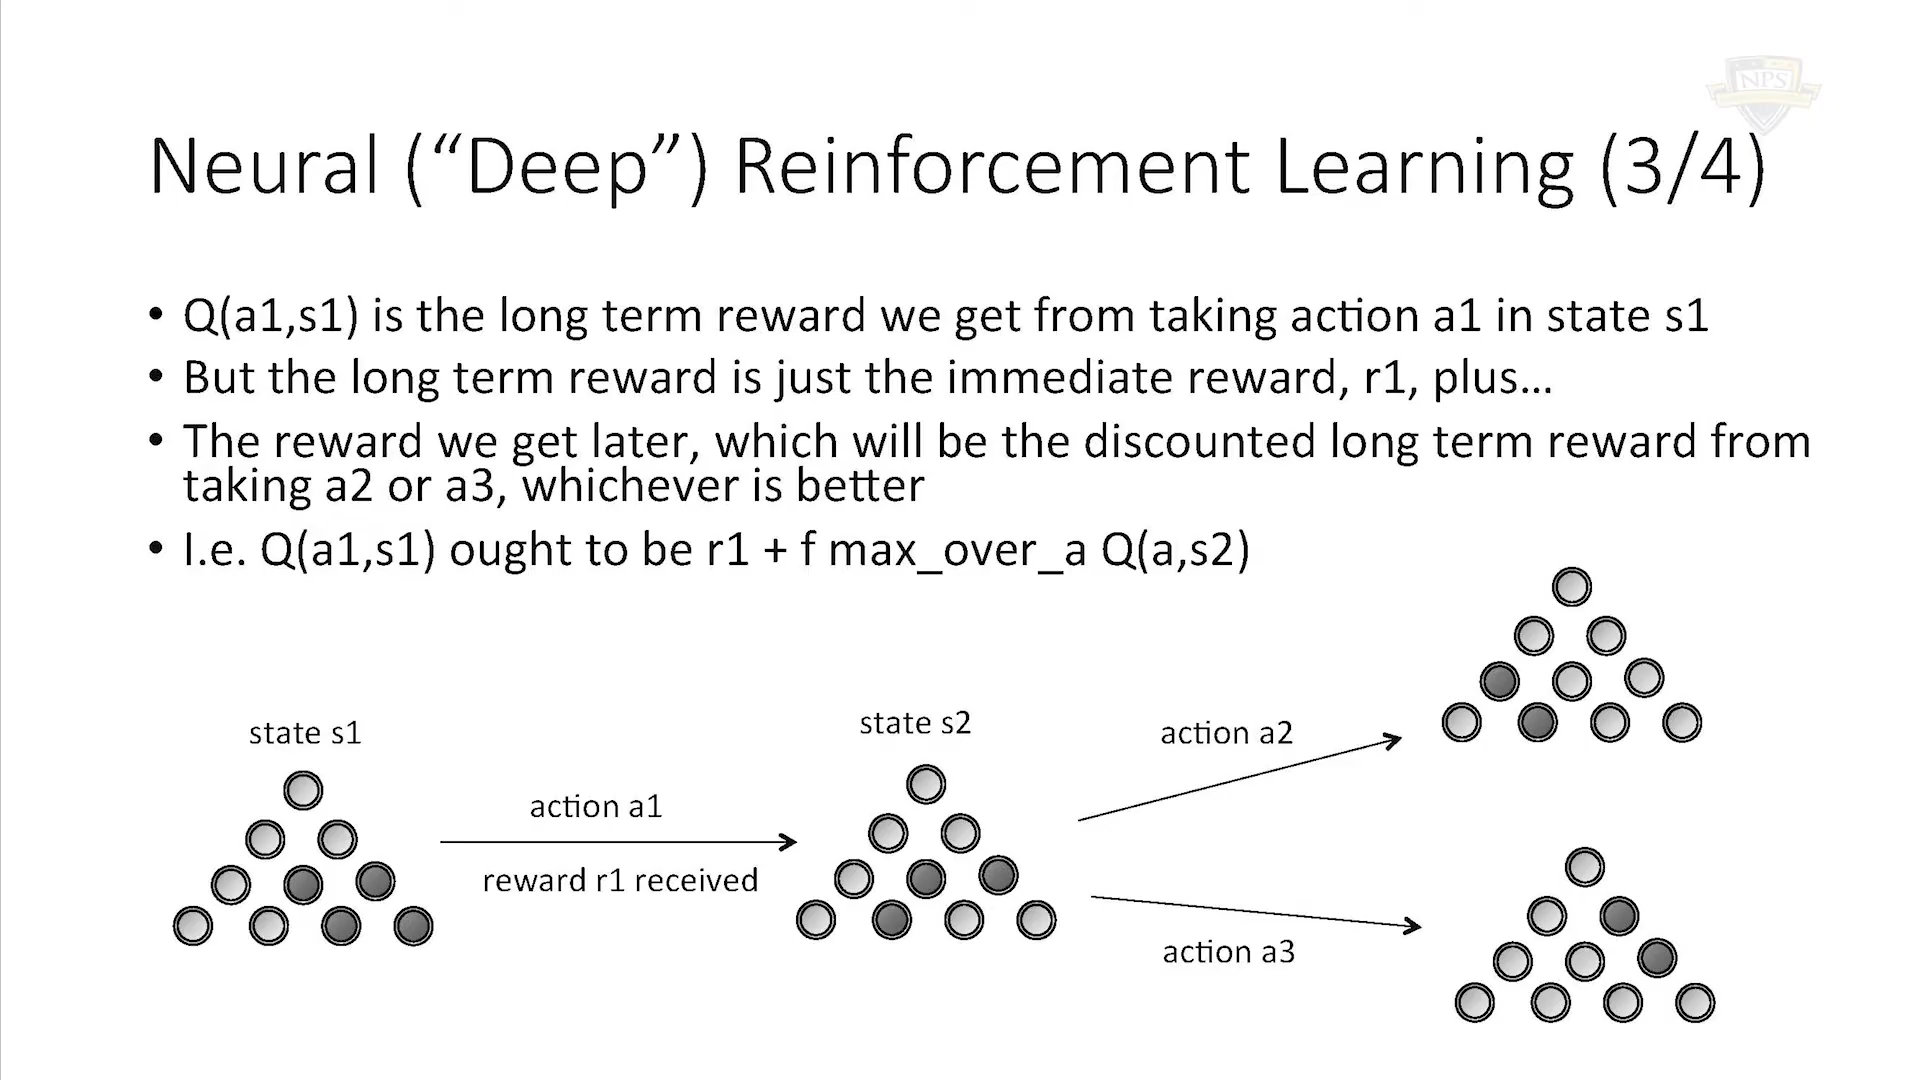 NPS
Neural (“Deep”) Reinforcement Learning (3/4)
• Q(a1,s1) is the long term reward we get from taking action a1 in state s1
• But the long term reward is just the immediate reward, r1, plus…
• The reward we get later, which will be the discounted long term reward from
taking a2 or a3, whichever is better
• I.e. Q(a1,s1) ought to be r1 + f max_over_a Q(a,s2)
state s1
action a1
reward r1 received
state s2
action a2
action a3